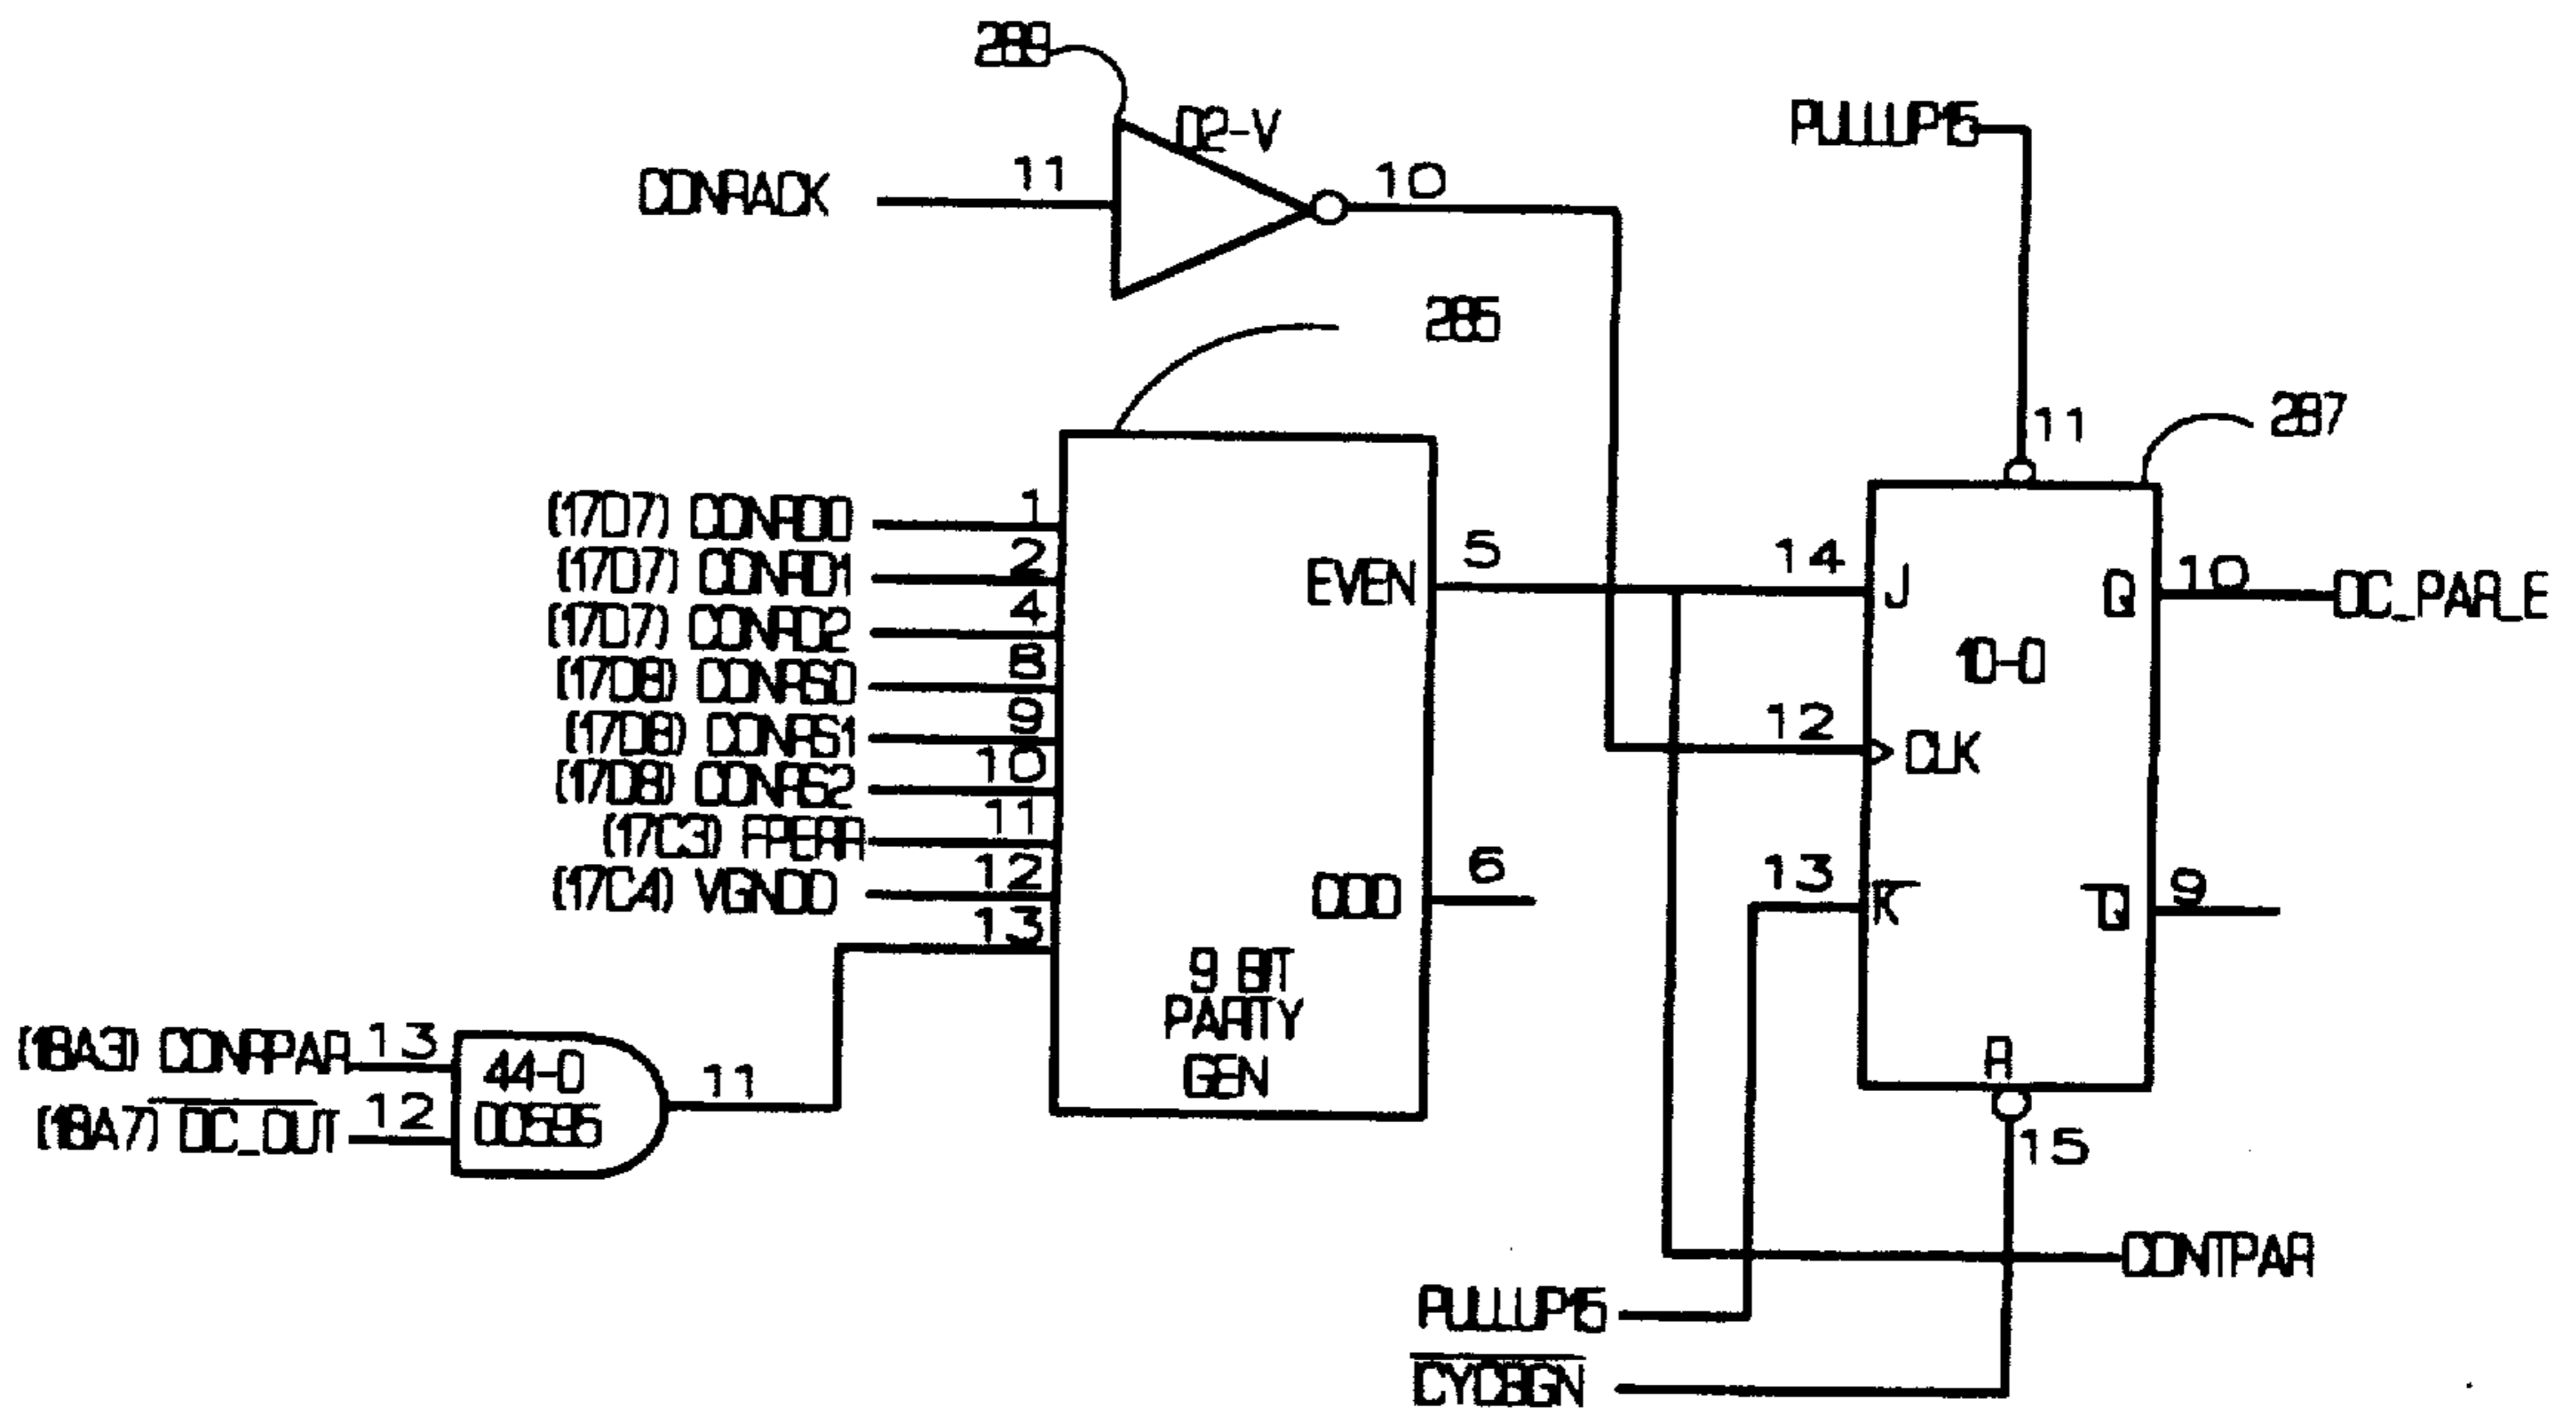 289
02-V
PULLUP15
CONRACK
11
10
285
11
287
(17D7) CONRD0 1
(17D7) CONRD1 2
(17D7) CONRD2 4
(17D8) CONRS0 8
(17D8) CONRS1 9
(17D8) CONRS2 10
(17C3) FPERR 11
(17C4) VGNDD 12
13
EVEN 5
ODD 6
9 BIT
PARITY
GEN
14 J
Q 10 DC_PAR_E
10-0
12 CLK
13 K
Q 9
R
15
(18A3) CONRPAR 13
44-0
11
(18A7) DC_OUT 12
D0595
CONTPAR
PULLUP15
CYCBGN